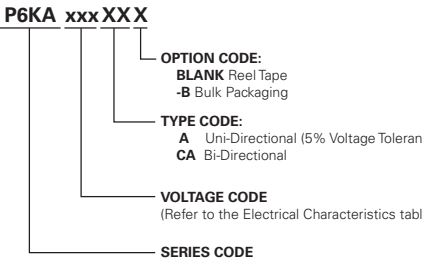 P6KA xxx XX X
OPTION CODE:
BLANK Reel Tape
-B Bulk Packaging
TYPE CODE:
A Uni-Directional (5% Voltage Toleran
CA Bi-Directional
VOLTAGE CODE
(Refer to the Electrical Characteristics tabl
SERIES CODE